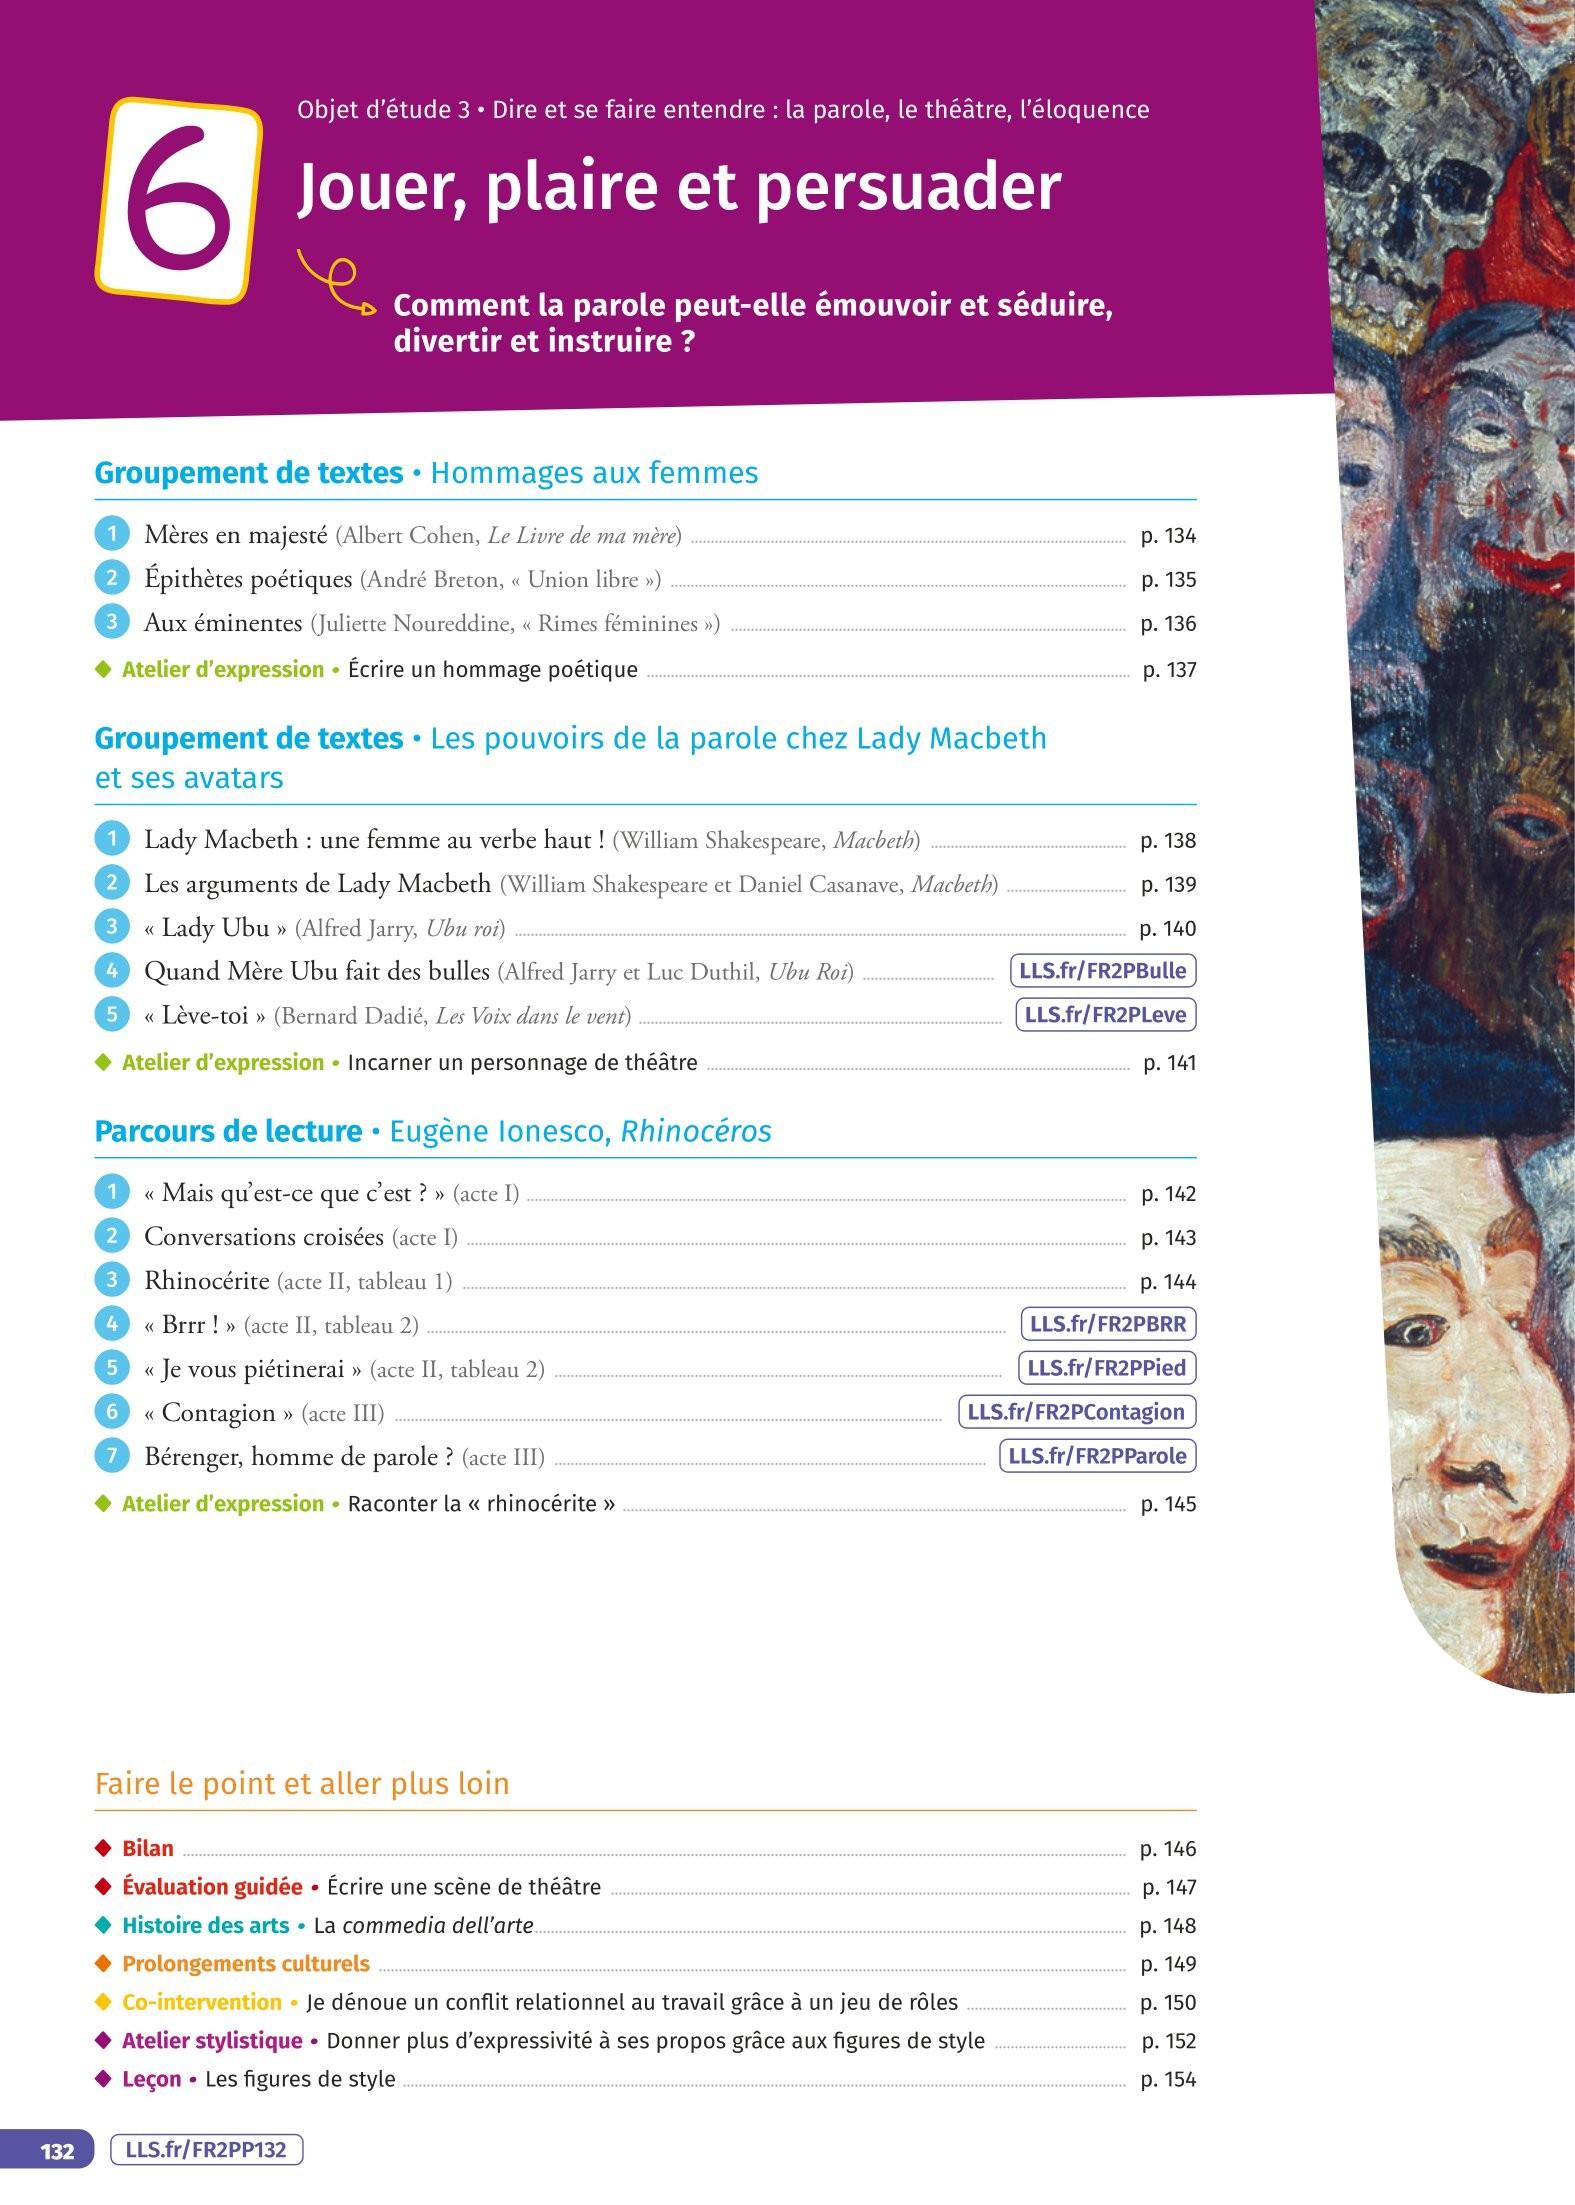 6
Objet d'étude 3 • Dire et se faire entendre : la parole, le théâtre, l'éloquence
Jouer, plaire et persuader
Comment la parole peut-elle émouvoir et séduire,
divertir et instruire ?
Groupement de textes • Hommages aux femmes
1 Mères en majesté (Albert Cohen, Le Livre de ma mère) p. 134
2 Épithètes poétiques (André Breton, « Union libre ») p. 135
3 Aux éminentes (Juliette Noureddine, « Rimes féminines ») p. 136
◆ Atelier d'expression • Écrire un hommage poétique p. 137
Groupement de textes • Les pouvoirs de la parole chez Lady Macbeth
et ses avatars
1 Lady Macbeth : une femme au verbe haut ! (William Shakespeare, Macbeth) p. 138
2 Les arguments de Lady Macbeth (William Shakespeare et Daniel Casanave, Macbeth) p. 139
3 « Lady Ubu » (Alfred Jarry, Ubu roi) p. 140
4 Quand Mère Ubu fait des bulles (Alfred Jarry et Luc Duthil, Ubu Roi) LLS.fr/FR2PBulle
5 « Lève-toi » (Bernard Dadié, Les Voix dans le vent) LLS.fr/FR2PLeve
◆ Atelier d'expression • Incarner un personnage de théâtre p. 141
Parcours de lecture • Eugène Ionesco, Rhinocéros
1 « Mais qu'est-ce que c'est ? » (acte I) p. 142
2 Conversations croisées (acte I) p. 143
3 Rhinocérite (acte II, tableau 1) p. 144
4 « Brrr ! » (acte II, tableau 2) LLS.fr/FR2PBRR
5 « Je vous piétinerai » (acte II, tableau 2) LLS.fr/FR2PPied
6 « Contagion » (acte III) LLS.fr/FR2PContagion
7 Bérenger, homme de parole ? (acte III) LLS.fr/FR2PParole
◆ Atelier d'expression • Raconter la « rhinocérite » p. 145
Faire le point et aller plus loin
◆ Bilan p. 146
◆ Évaluation guidée • Écrire une scène de théâtre p. 147
◆ Histoire des arts • La commedia dell'arte p. 148
◆ Prolongements culturels p. 149
◆ Co-intervention • Je dénoue un conflit relationnel au travail grâce à un jeu de rôles p. 150
◆ Atelier stylistique • Donner plus d'expressivité à ses propos grâce aux figures de style p. 152
◆ Leçon • Les figures de style p. 154
132 LLS.fr/FR2PP132